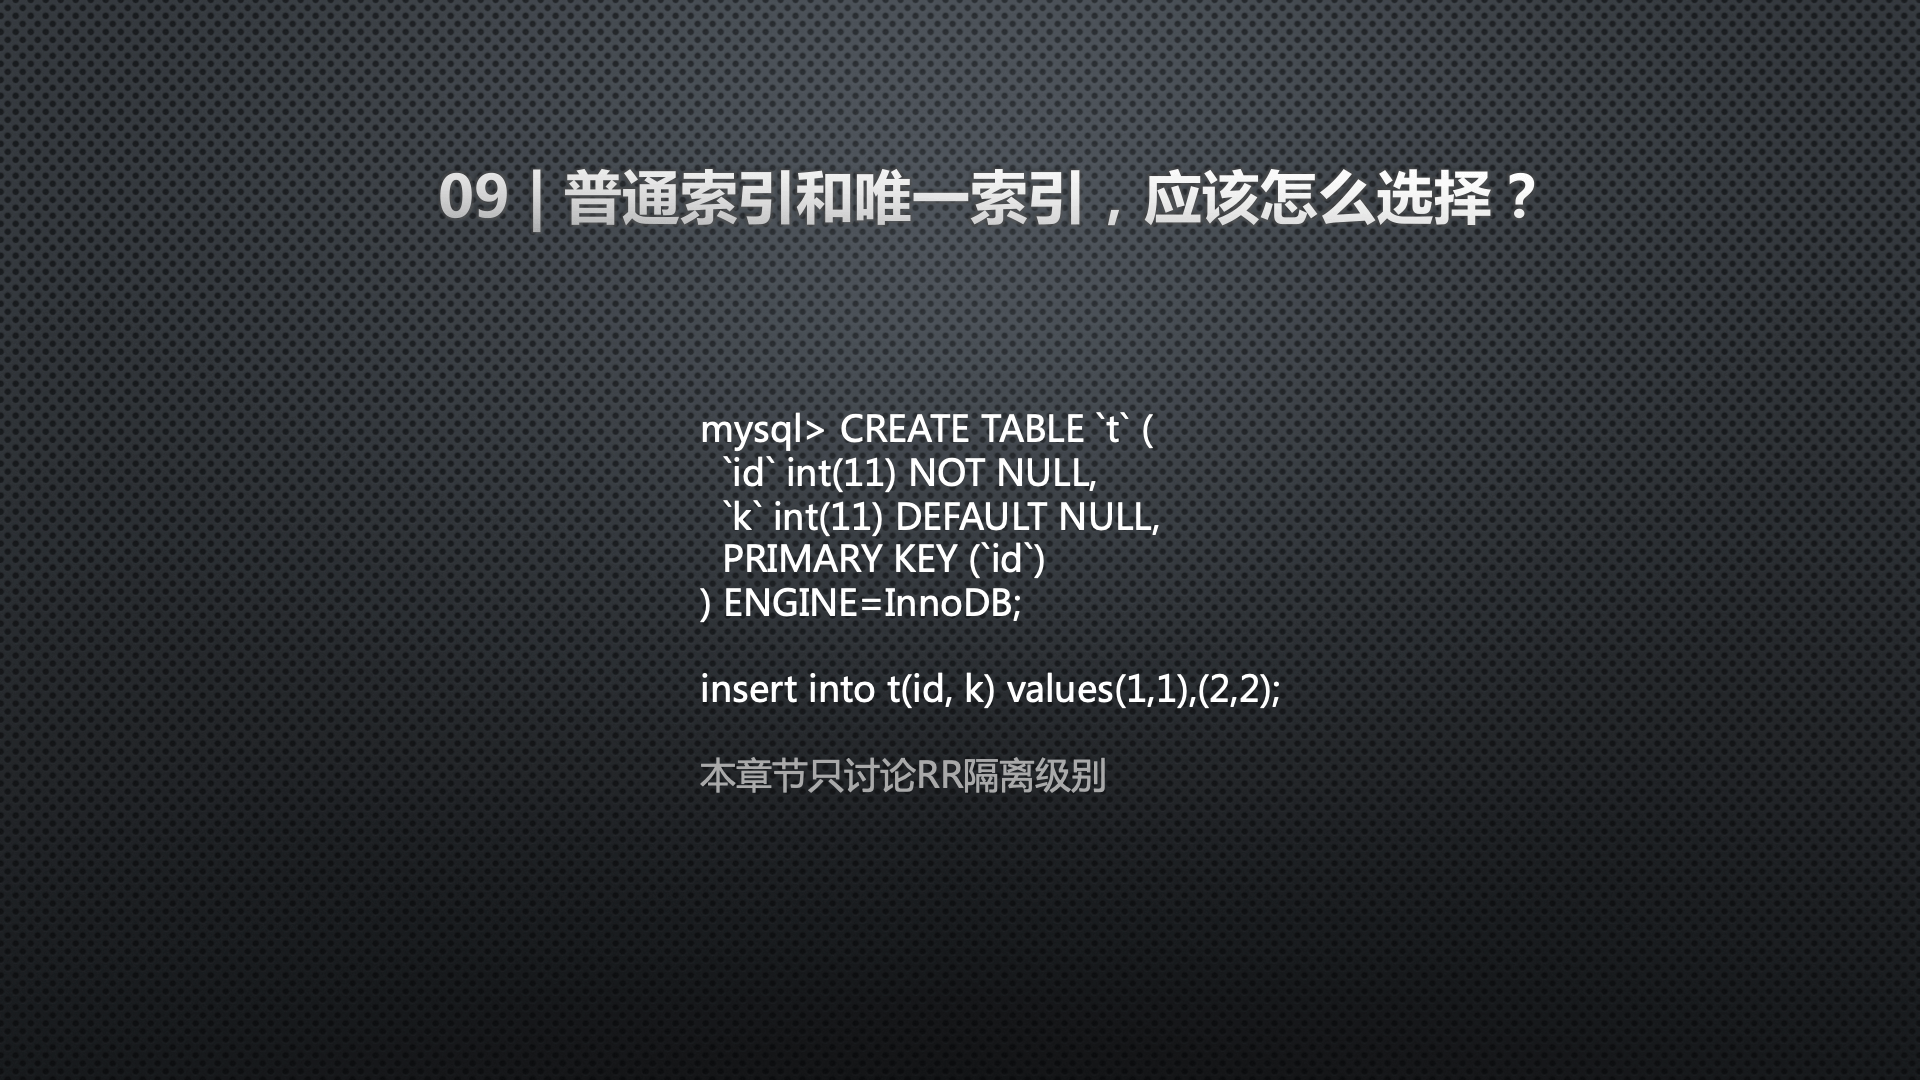 09 | 普通索引和唯一索引，应该怎么选择？
mysql> CREATE TABLE `t` (
`id` int(11) NOT NULL,
`k` int(11) DEFAULT NULL,
PRIMARY KEY (`id`)
) ENGINE=InnoDB;
insert into t(id, k) values(1,1),(2,2);
本章节只讨论RR隔离级别